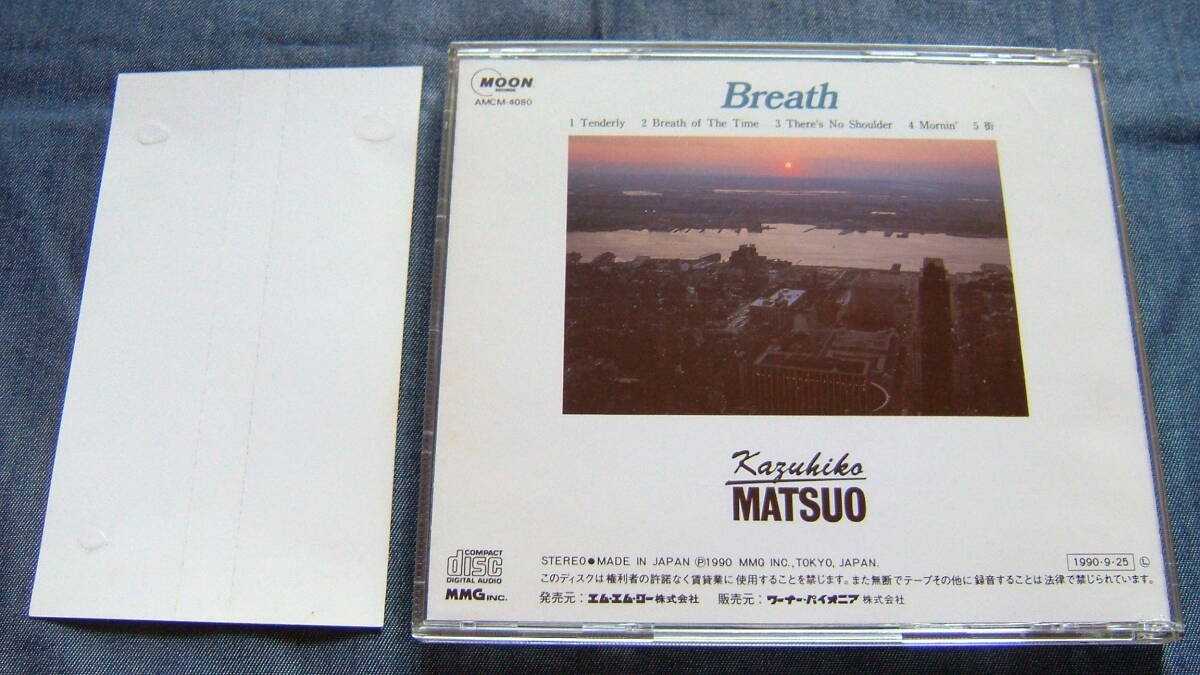 MOON
RECORDS
AMCM-4080
Breath
1 Tenderly 2 Breath of The Time 3 There's No Shoulder 4 Mornin' 5 街
Kazuhiko
MATSUO
COMPACT
disc
DIGITAL AUDIO
STEREO●MADE IN JAPAN Ⓟ1990 MMG INC., TOKYO, JAPAN.
1990・9・25 Ⓛ
このディスクは権利者の許諾なく賃貸業に使用することを禁じます。また無断でテープその他に録音することは法律で禁じられています。
MMG INC.
発売元：エム・エム・ジー株式会社 販売元：ワーナー・パイオニア株式会社